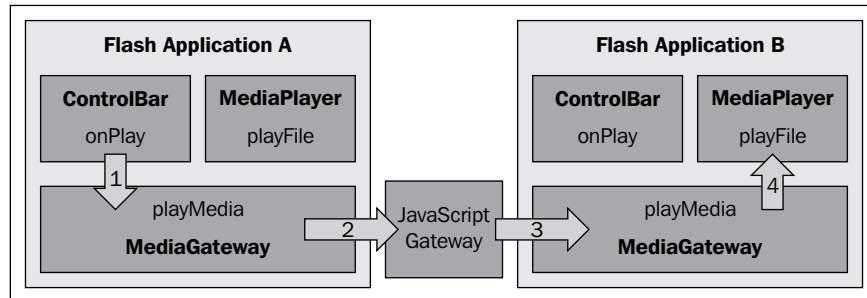 Flash Application A
ControlBar
onPlay
MediaPlayer
playFile
1
playMedia
MediaGateway
2
JavaScript
Gateway
3
Flash Application B
ControlBar
onPlay
MediaPlayer
playFile
4
playMedia
MediaGateway